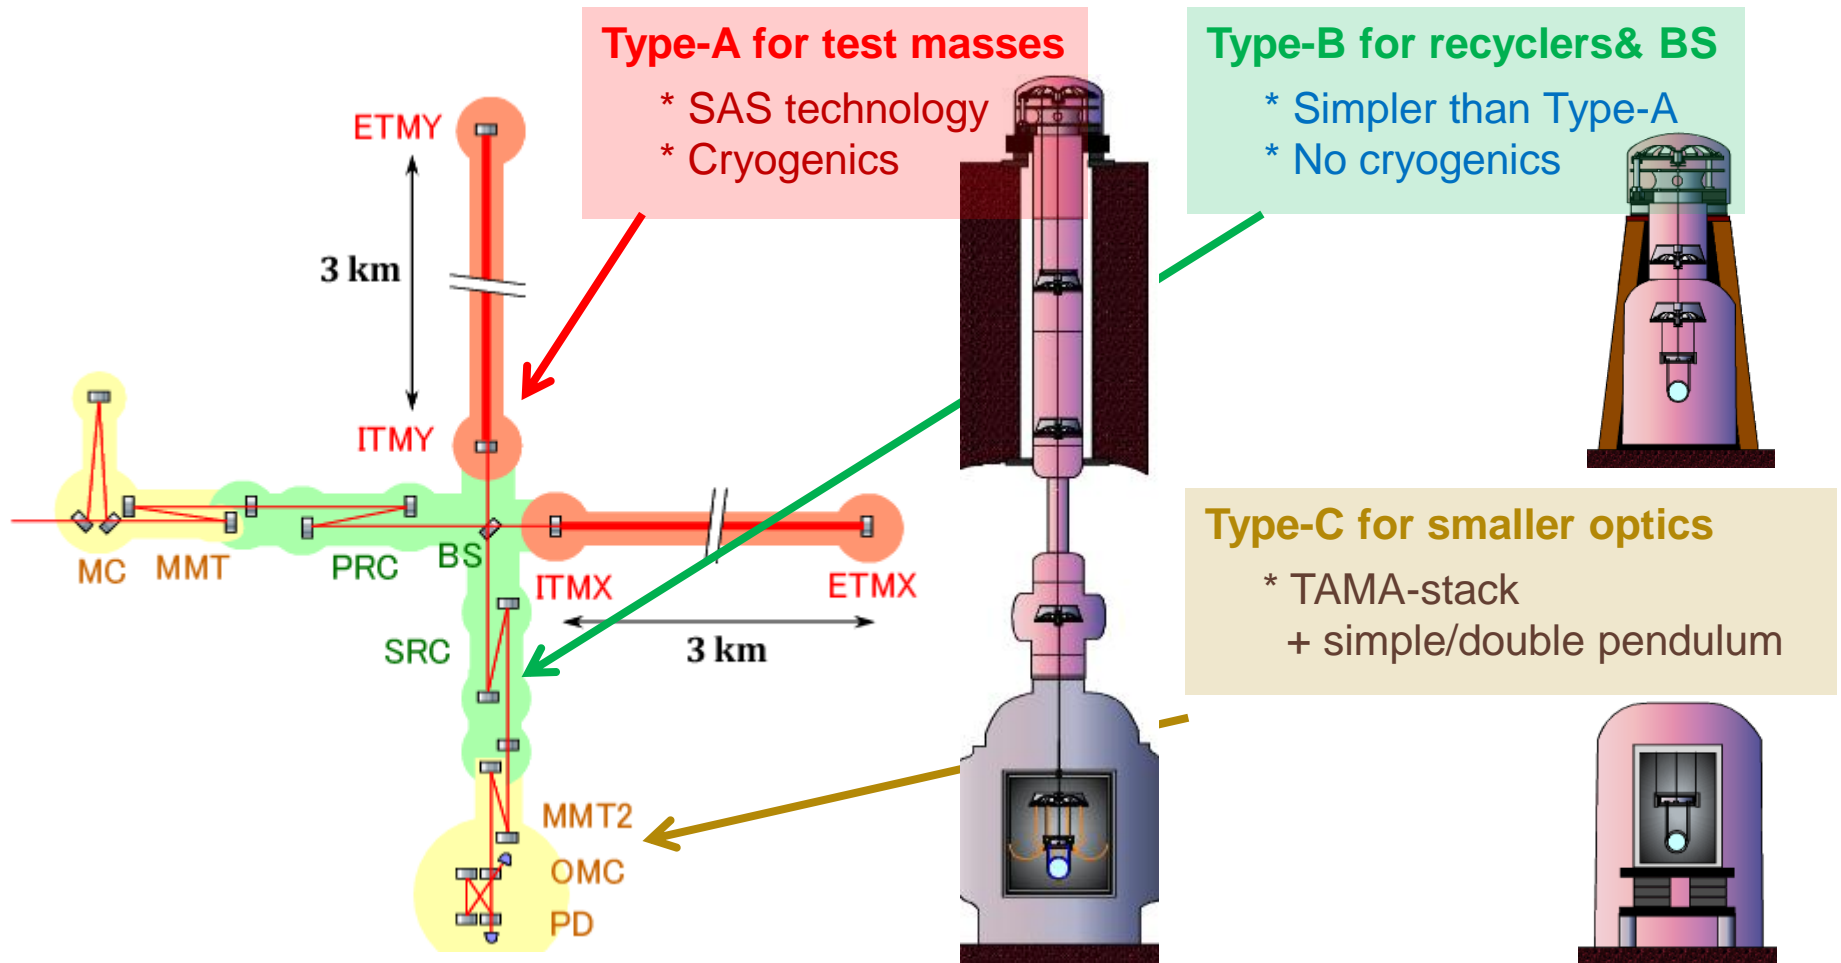 Type-A for test masses
* SAS technology
* Cryogenics
Type-B for recyclers& BS
* Simpler than Type-A
* No cryogenics
ETMY
3 km
ITMY
MC
MMT
PRC
BS
ITMX
ETMX
3 km
SRC
Type-C for smaller optics
* TAMA-stack
+ simple/double pendulum
MMT2
OMC
PD